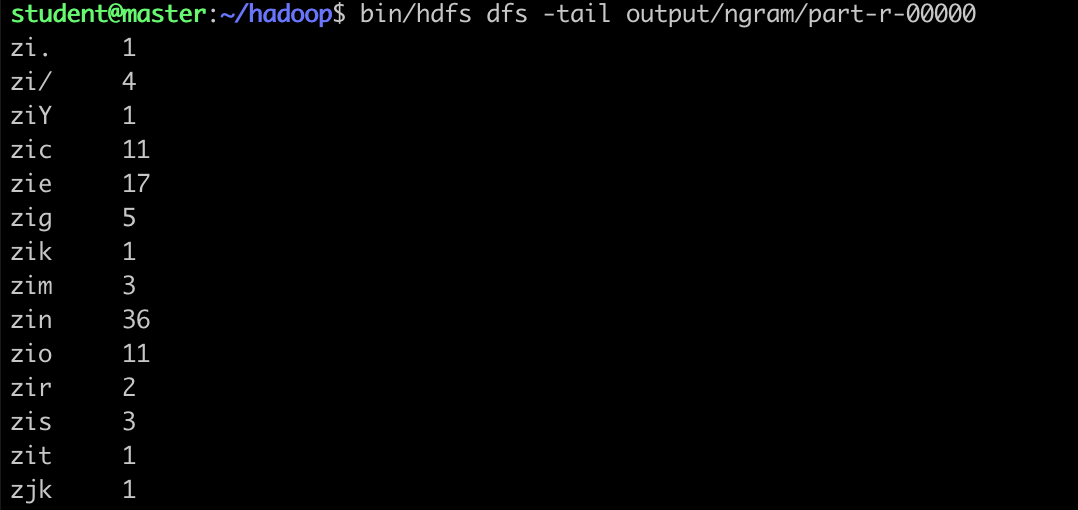 student@master:~/hadoop$ bin/hdfs dfs -tail output/ngram/part-r-00000
zi.	1
zi/	4
ziY	1
zic	11
zie	17
zig	5
zik	1
zim	3
zin	36
zio	11
zir	2
zis	3
zit	1
zjk	1